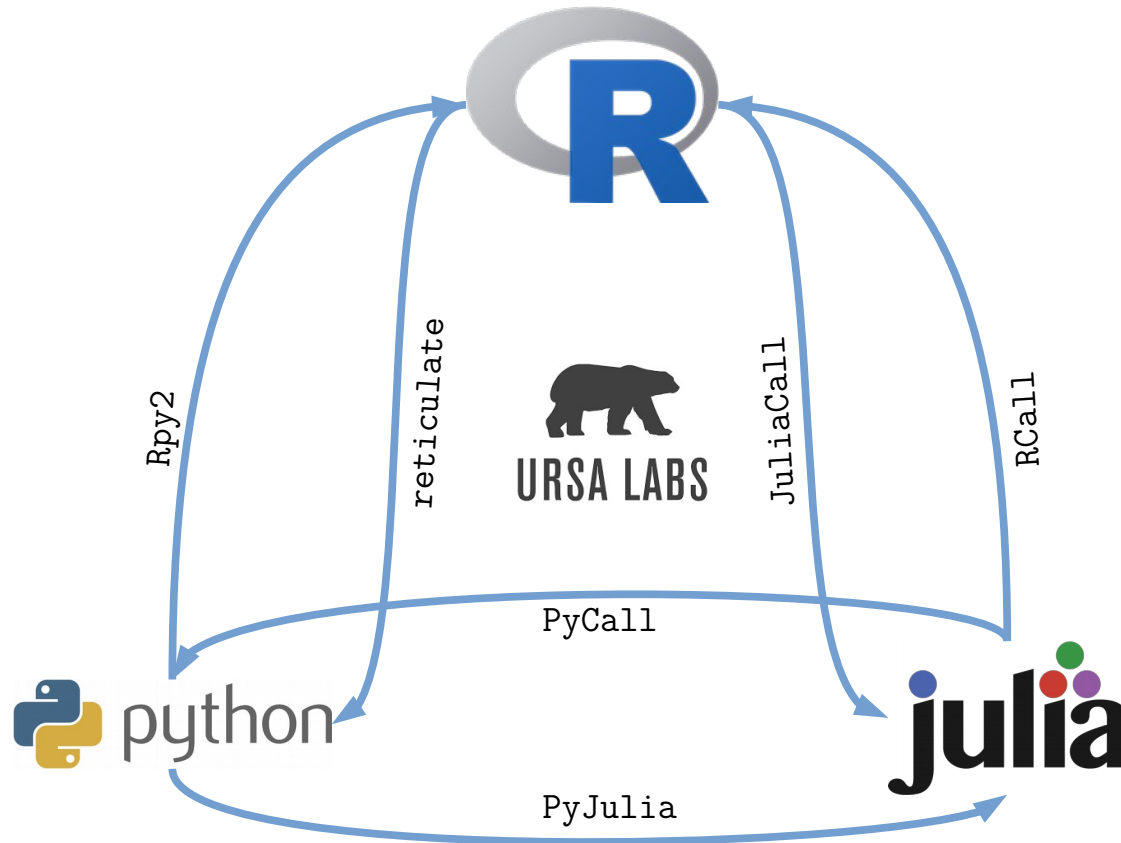 R
Rpy2
reticulate
JuliaCall
RCall
URSA LABS
PyCall
python
julia
PyJulia